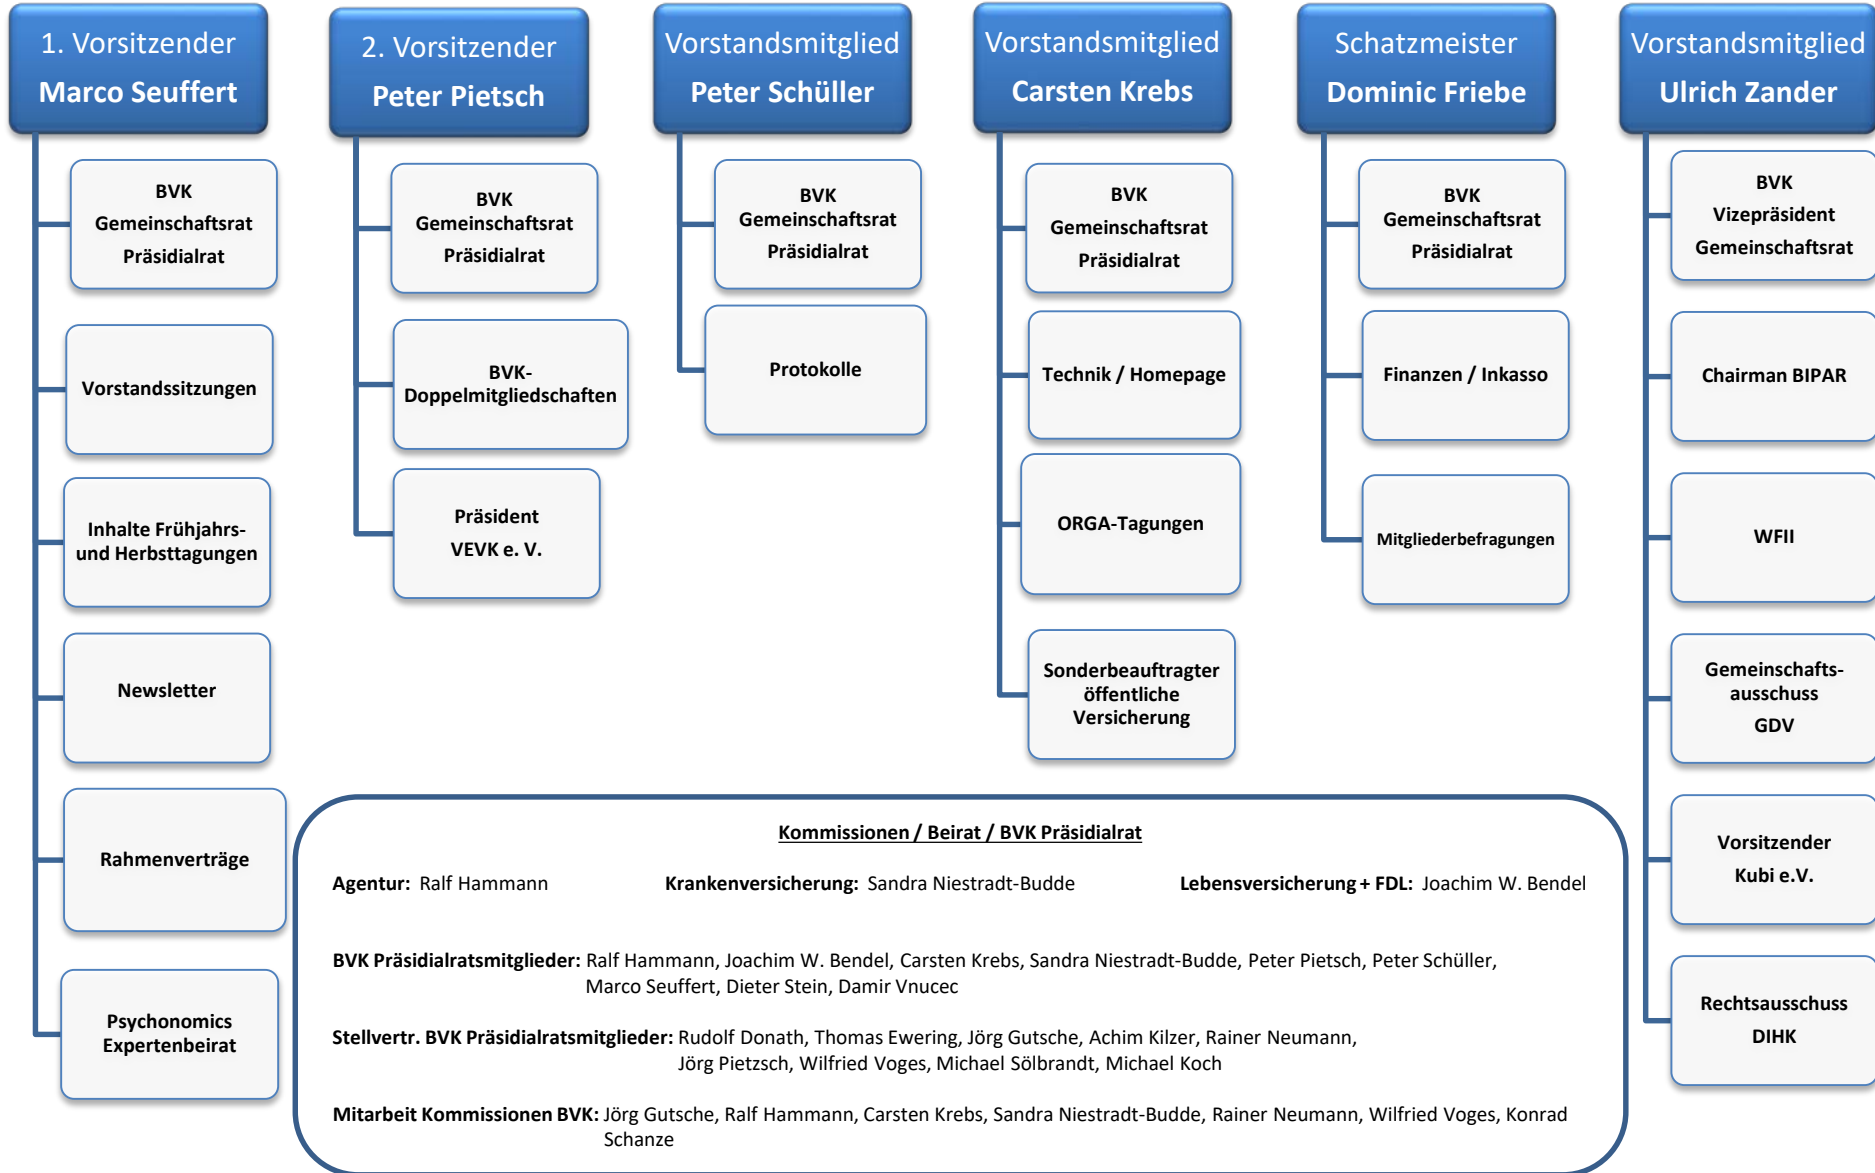 1. Vorsitzender
Marco Seuffert
BVK
Gemeinschaftsrat
Präsidialrat
Vorstandssitzungen
Inhalte Frühjahrs-
und Herbsttagungen
Newsletter
Rahmenverträge
Psychonomics
Expertenbeirat
2. Vorsitzender
Peter Pietsch
BVK
Gemeinschaftsrat
Präsidialrat
BVK-
Doppelmitgliedschaften
Präsident
VEVK e. V.
Vorstandsmitglied
Peter Schüller
BVK
Gemeinschaftsrat
Präsidialrat
Protokolle
Vorstandsmitglied
Carsten Krebs
BVK
Gemeinschaftsrat
Präsidialrat
Technik / Homepage
ORGA-Tagungen
Sonderbeauftragter
öffentliche
Versicherung
Schatzmeister
Dominic Friebe
BVK
Gemeinschaftsrat
Präsidialrat
Finanzen / Inkasso
Mitgliederbefragungen
Vorstandsmitglied
Ulrich Zander
BVK
Vizepräsident
Gemeinschaftsrat
Chairman BIPAR
WFII
Gemeinschafts-
ausschuss
GDV
Vorsitzender
Kubi e.V.
Rechtsausschuss
DIHK
Kommissionen / Beirat / BVK Präsidialrat
Agentur: Ralf Hammann Krankenversicherung: Sandra Niestradt-Budde Lebensversicherung + FDL: Joachim W. Bendel
BVK Präsidialratsmitglieder: Ralf Hammann, Joachim W. Bendel, Carsten Krebs, Sandra Niestradt-Budde, Peter Pietsch, Peter Schüller,
Marco Seuffert, Dieter Stein, Damir Vnucec
Stellvertr. BVK Präsidialratsmitglieder: Rudolf Donath, Thomas Ewering, Jörg Gutsche, Achim Kilzer, Rainer Neumann,
Jörg Pietzsch, Wilfried Voges, Michael Sölbrandt, Michael Koch
Mitarbeit Kommissionen BVK: Jörg Gutsche, Ralf Hammann, Carsten Krebs, Sandra Niestradt-Budde, Rainer Neumann, Wilfried Voges, Konrad
Schanze